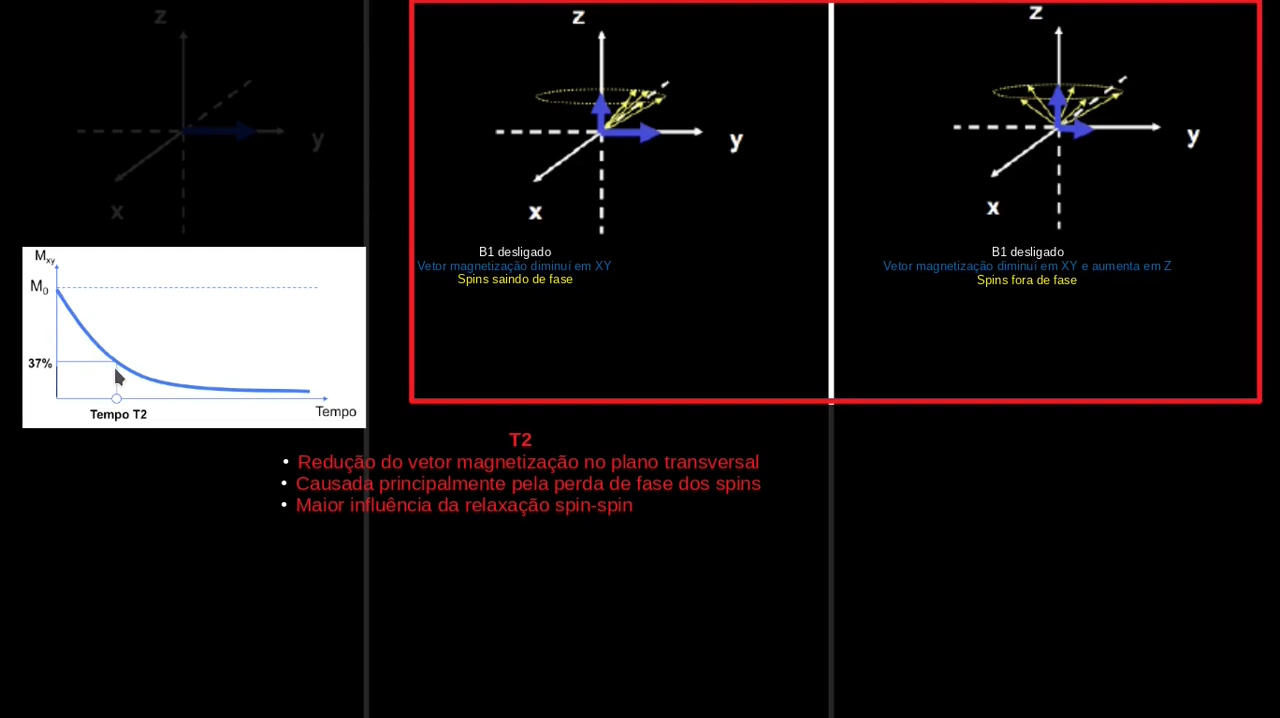 z
y
x
z
y
x
z
y
x
B1 desligado
Vetor magnetização diminuí em XY
Spins saindo de fase
B1 desligado
Vetor magnetização diminuí em XY e aumenta em Z
Spins fora de fase
Mxy
M0
37%
Tempo T2
Tempo
T2
• Redução do vetor magnetização no plano transversal
• Causada principalmente pela perda de fase dos spins
• Maior influência da relaxação spin-spin